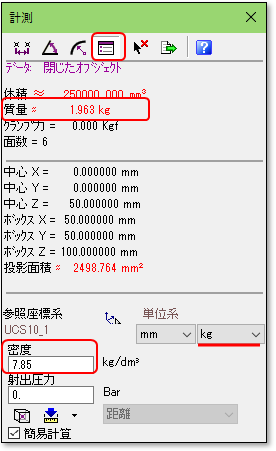 計測
?
データ: 閉じたオブジェクト
体積 ≈ 250000.000 mm³
質量 ≈ 1.963 kg
クランプ力 = 0.000 Kgf
面数 = 6
中心 X = 0.000000 mm
中心 Y = 0.000000 mm
中心 Z = 50.000000 mm
ボックス X = 50.000000 mm
ボックス Y = 50.000000 mm
ボックス Z = 100.000000 mm
投影面積 ≈ 2498.764 mm²
参照座標系 単位系
UCS10_1 mm kg
密度
7.85 kg/dm³
射出圧力
0. Bar
距離
簡易計算